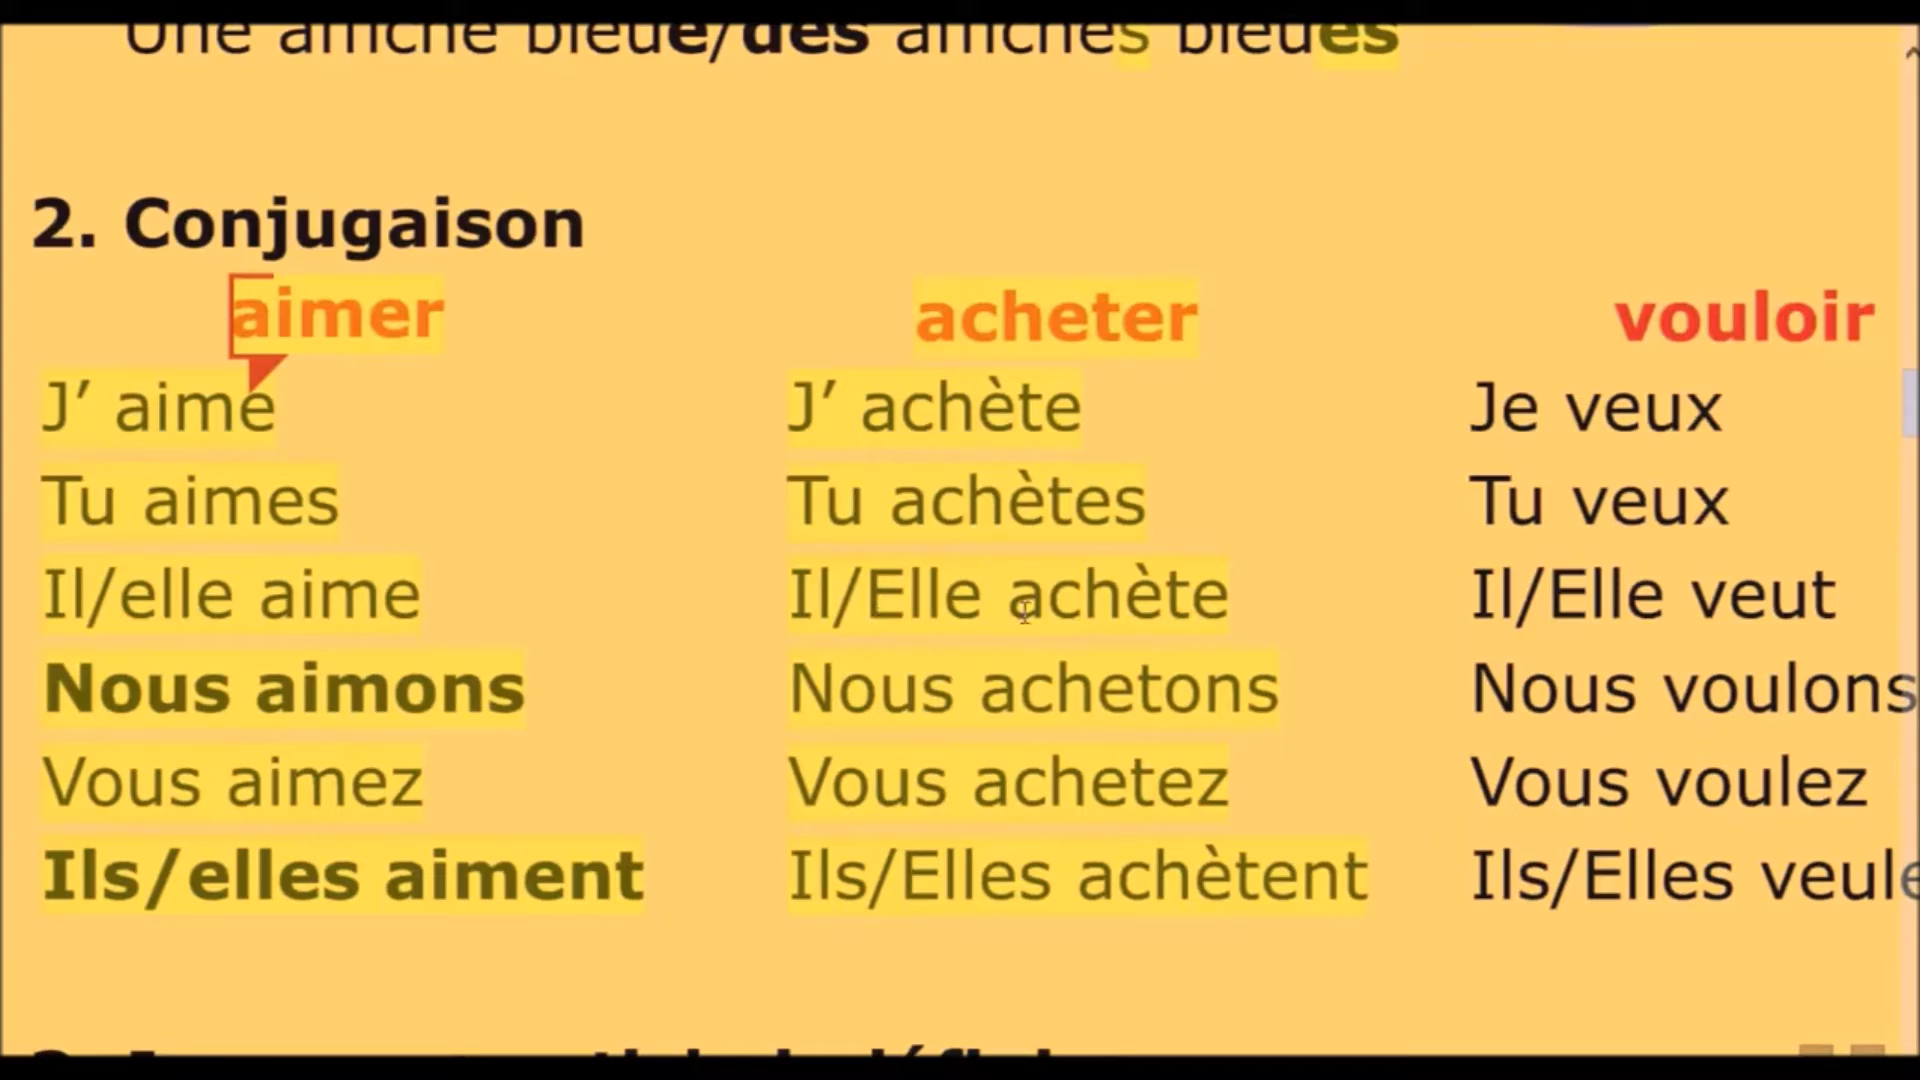 Une affiche bleue/des affiches bleues
2. Conjugaison
aimer acheter vouloir
J’ aime J’ achète Je veux
Tu aimes Tu achètes Tu veux
Il/elle aime Il/Elle achète Il/Elle veut
Nous aimons Nous achetons Nous voulons
Vous aimez Vous achetez Vous voulez
Ils/elles aiment Ils/Elles achètent Ils/Elles veule